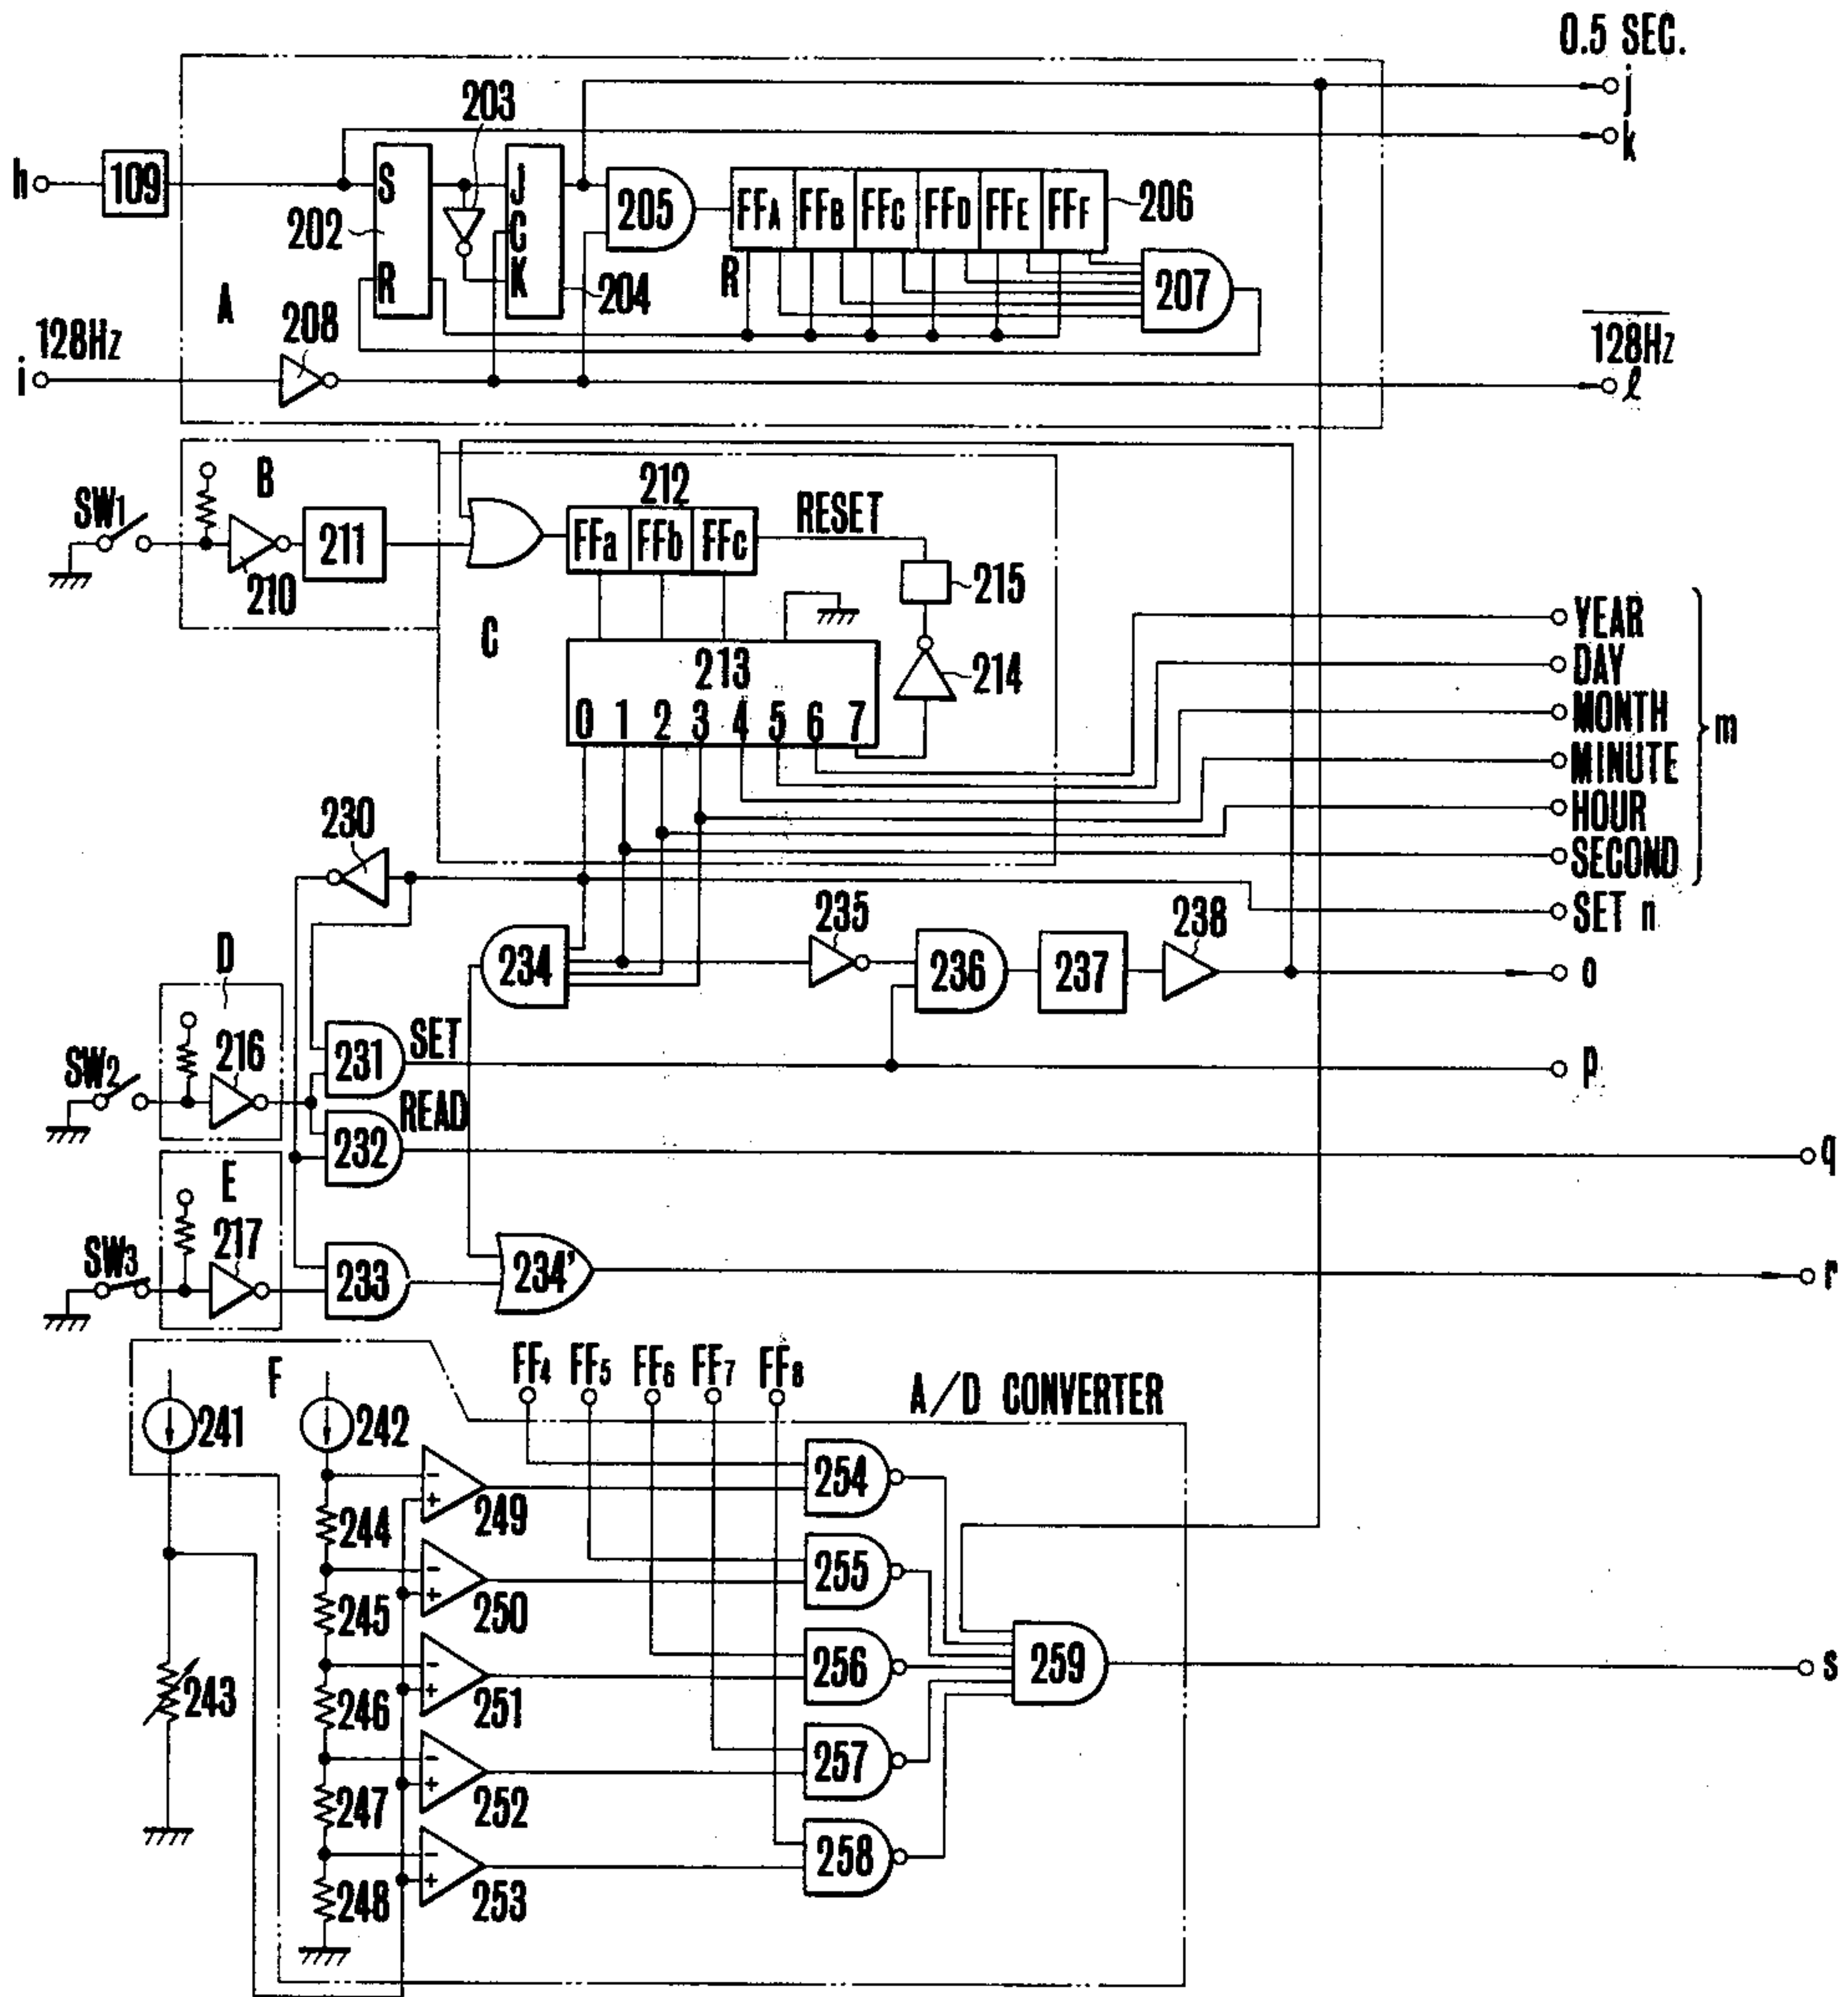 0.5 SEC.
j
k
h
109
203
S
202
R
J
C
K
204
205
FFA
FFB
FFC
FFD
FFE
FFF
206
R
207
A
128Hz
208
i
128Hz
ℓ
B
SW1
210
211
212
FFa
FFb
FFc
RESET
215
C
213
214
0 1 2 3 4 5 6 7
YEAR
DAY
MONTH
MINUTE
HOUR
SECOND
m
SET n
230
234
235
236
237
238
o
D
SW2
216
231
SET
p
READ
232
q
E
SW3
217
233
234'
r
F
FF4
FF5
FF6
FF7
FF8
A/D CONVERTER
241
242
249
254
244
250
255
245
251
256
259
s
243
246
252
257
247
253
258
248